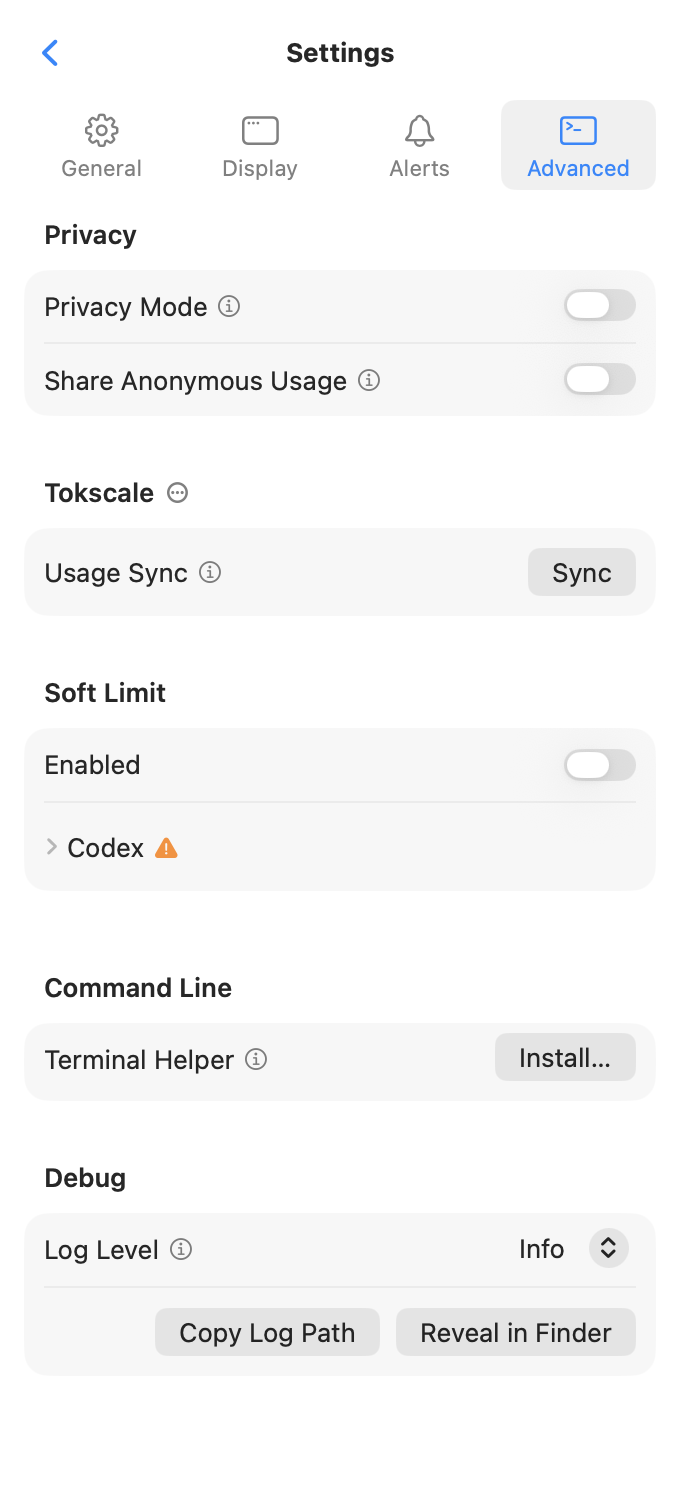 Settings
General
Display
Alerts
Advanced
Privacy
Privacy Mode
Share Anonymous Usage
Tokscale
Usage Sync
Sync
Soft Limit
Enabled
Codex
Command Line
Terminal Helper
Install...
Debug
Log Level
Info
Copy Log Path
Reveal in Finder